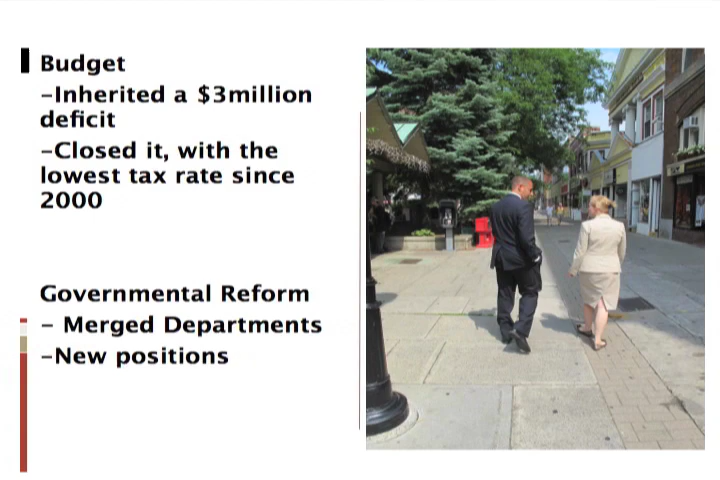 Budget
–Inherited a $3million
deficit
–Closed it, with the
lowest tax rate since
2000
Governmental Reform
– Merged Departments
–New positions